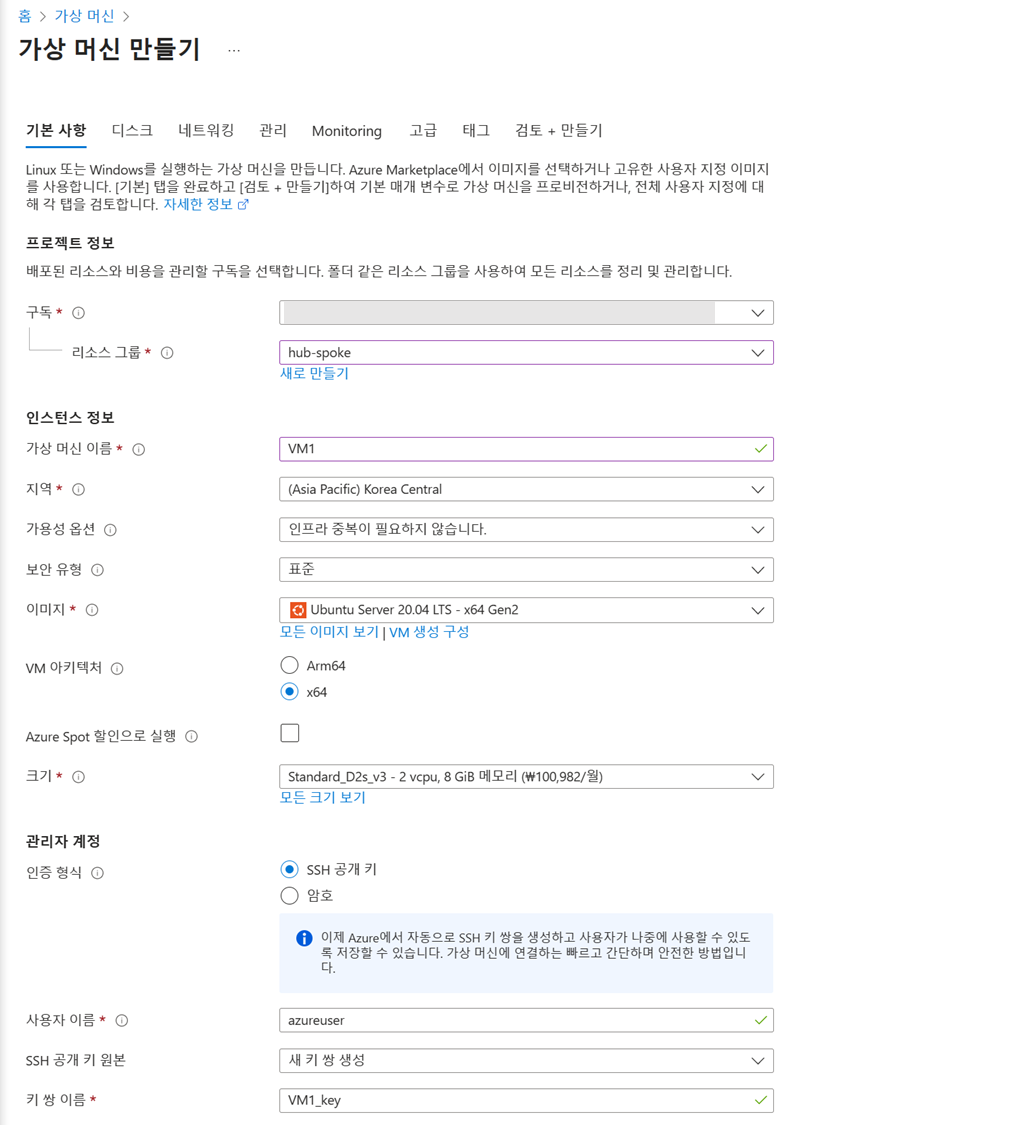 홈 > 가상 머신 >
가상 머신 만들기 ...
기본 사항 디스크 네트워킹 관리 Monitoring 고급 태그 검토 + 만들기
Linux 또는 Windows를 실행하는 가상 머신을 만듭니다. Azure Marketplace에서 이미지를 선택하거나 고유한 사용자 지정 이미지
를 사용합니다. [기본] 탭을 완료하고 [검토 + 만들기]하여 기본 매개 변수로 가상 머신을 프로비전하거나, 전체 사용자 지정에 대
해 각 탭을 검토합니다. 자세한 정보
프로젝트 정보
배포된 리소스와 비용을 관리할 구독을 선택합니다. 폴더 같은 리소스 그룹을 사용하여 모든 리소스를 정리 및 관리합니다.
구독 *
리소스 그룹 * hub-spoke
새로 만들기
인스턴스 정보
가상 머신 이름 * VM1
지역 * (Asia Pacific) Korea Central
가용성 옵션 인프라 중복이 필요하지 않습니다.
보안 유형 표준
이미지 * Ubuntu Server 20.04 LTS - x64 Gen2
모든 이미지 보기 | VM 생성 구성
VM 아키텍처 Arm64
x64
Azure Spot 할인으로 실행
크기 * Standard_D2s_v3 - 2 vcpu, 8 GiB 메모리 (₩100,982/월)
모든 크기 보기
관리자 계정
인증 형식 SSH 공개 키
암호
이제 Azure에서 자동으로 SSH 키 쌍을 생성하고 사용자가 나중에 사용할 수 있도
록 저장할 수 있습니다. 가상 머신에 연결하는 빠르고 간단하며 안전한 방법입니
다.
사용자 이름 * azureuser
SSH 공개 키 원본 새 키 쌍 생성
키 쌍 이름 * VM1_key